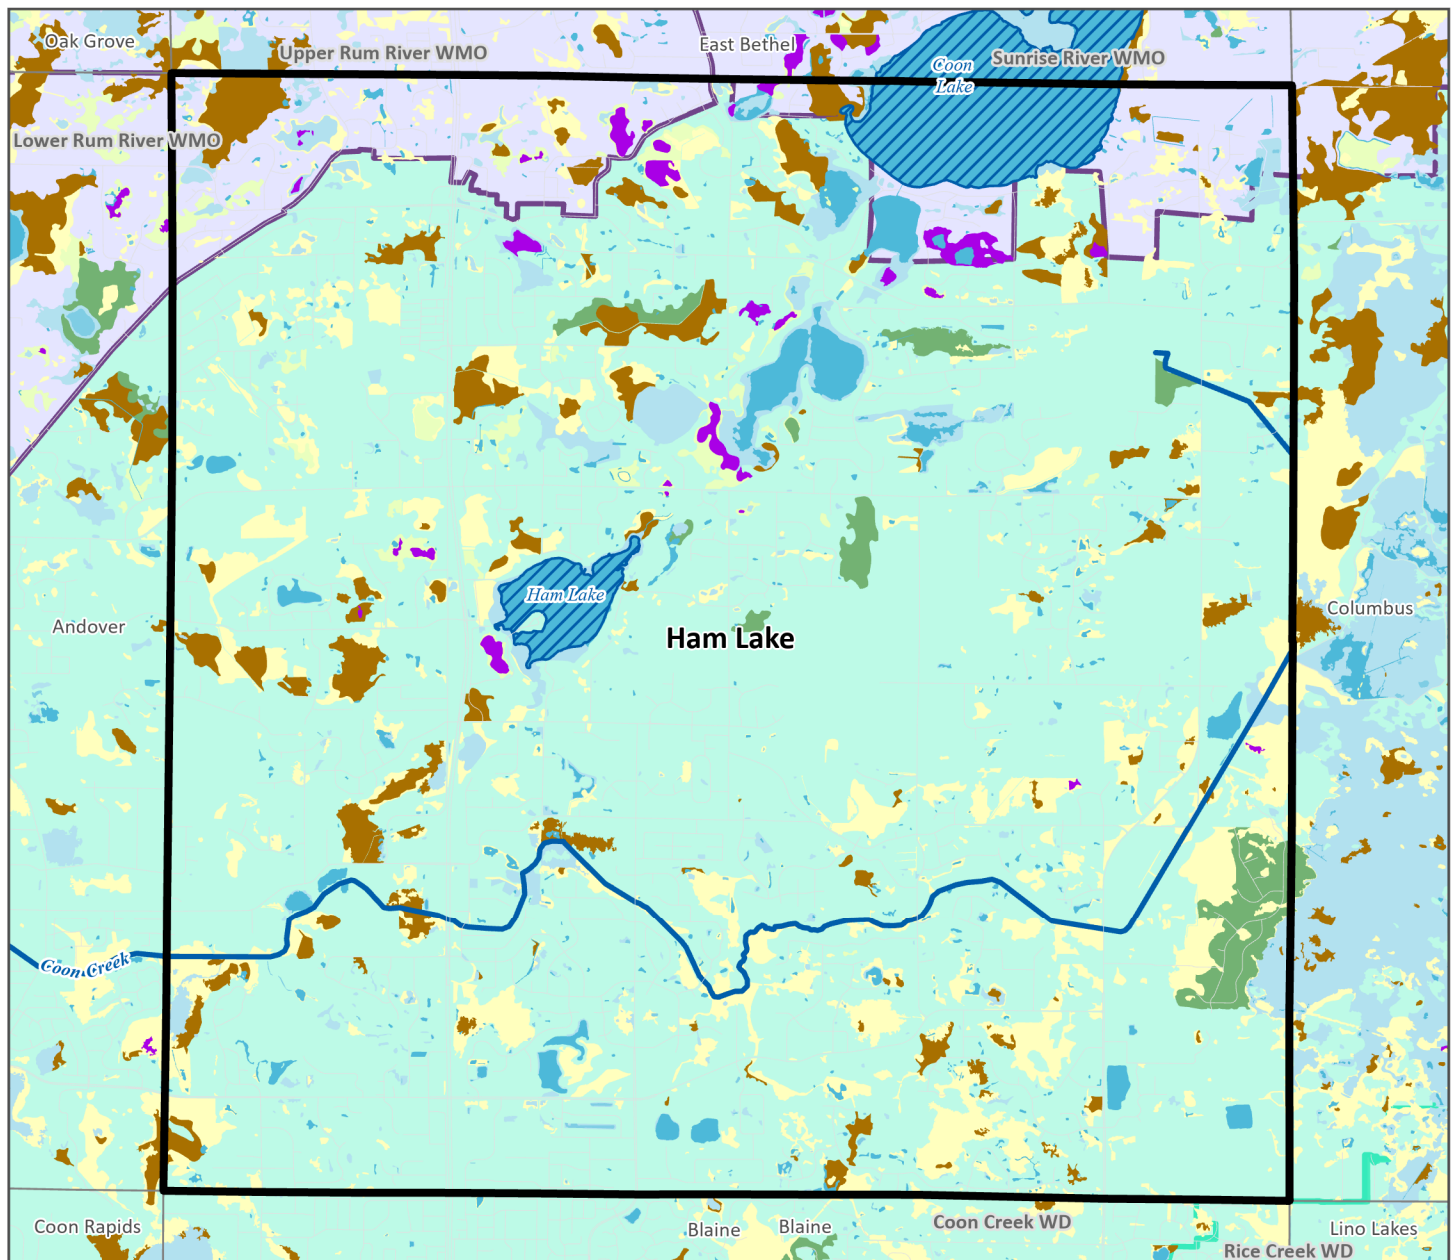 Oak Grove
Upper Rum River WMO
East Bethel
Sunrise River WMO
Coon
Lake
Lower Rum River WMO
Ham Lake
Columbus
Andover
Ham Lake
Coon Creek
Coon Rapids
Blaine
Blaine
Coon Creek WD
Lino Lakes
Rice Creek WD